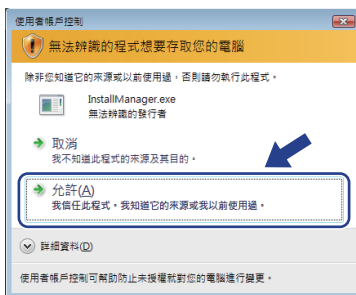 使用者帳戶控制
無法辨識的程式想要存取您的電腦
除非您知道它的來源或以前使用過，否則請勿執行此程式。
InstallManager.exe
無法辨識的發行者
取消
我不知道此程式的來源及其目的。
允許(A)
我信任此程式。我知道它的來源或我以前使用過。
詳細資料(D)
使用者帳戶控制可幫助防止未授權就對您的電腦進行變更。